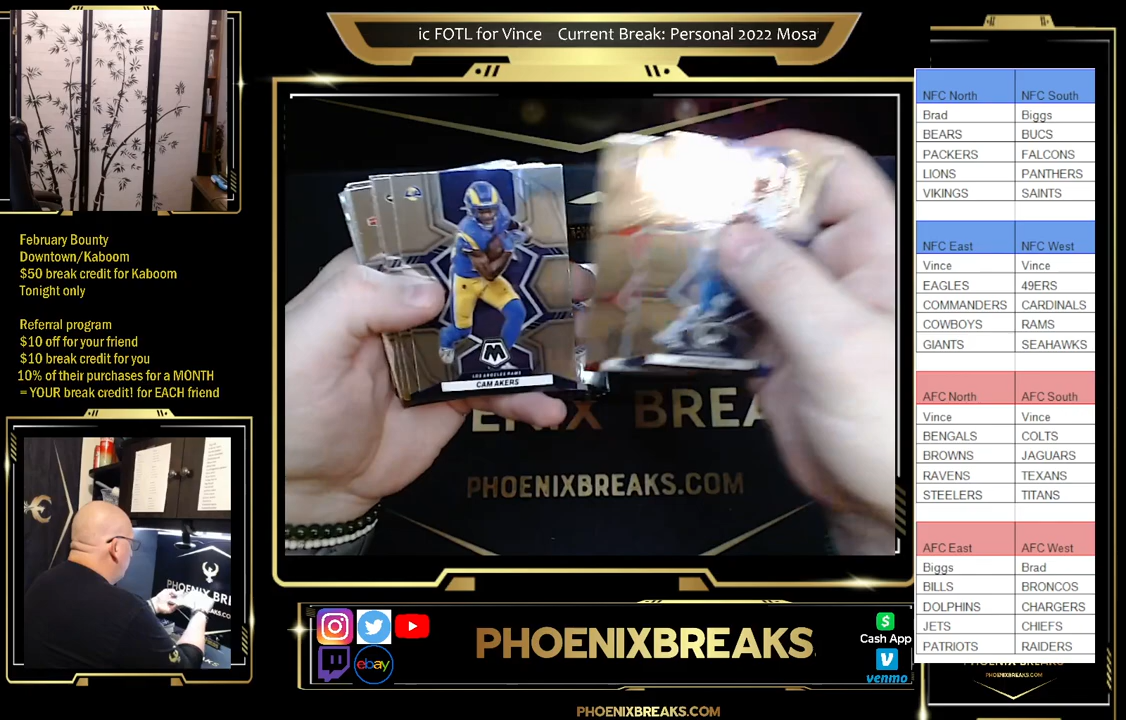 ic FOTL for Vince Current Break: Personal 2022 Mosa
February Bounty
Downtown/Kaboom
$50 break credit for Kaboom
Tonight only
Referral program
$10 off for your friend
$10 break credit for you
10% of their purchases for a MONTH
= YOUR break credit! for EACH friend
LOS ANGELES RAMS
CAM AKERS
PHOENIXBREAKS.COM
NFC North NFC South
Brad Biggs
BEARS BUCS
PACKERS FALCONS
LIONS PANTHERS
VIKINGS SAINTS
NFC East NFC West
Vince Vince
EAGLES 49ERS
COMMANDERS CARDINALS
COWBOYS RAMS
GIANTS SEAHAWKS
AFC North AFC South
Vince Vince
BENGALS COLTS
BROWNS JAGUARS
RAVENS TEXANS
STEELERS TITANS
AFC East AFC West
Biggs Brad
BILLS BRONCOS
DOLPHINS CHARGERS
JETS CHIEFS
PATRIOTS RAIDERS
PHOENIXBREAKS.COM
ebay
PHOENIXBREAKS
Cash App
venmo
PHOENIXBREAKS.COM